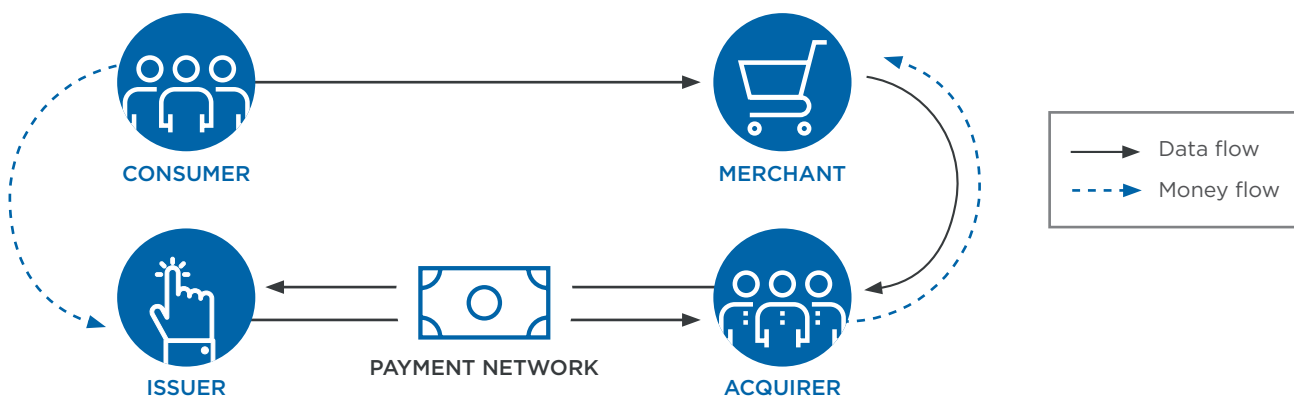 CONSUMER
MERCHANT
Data flow
Money flow
PAYMENT NETWORK
ISSUER
ACQUIRER